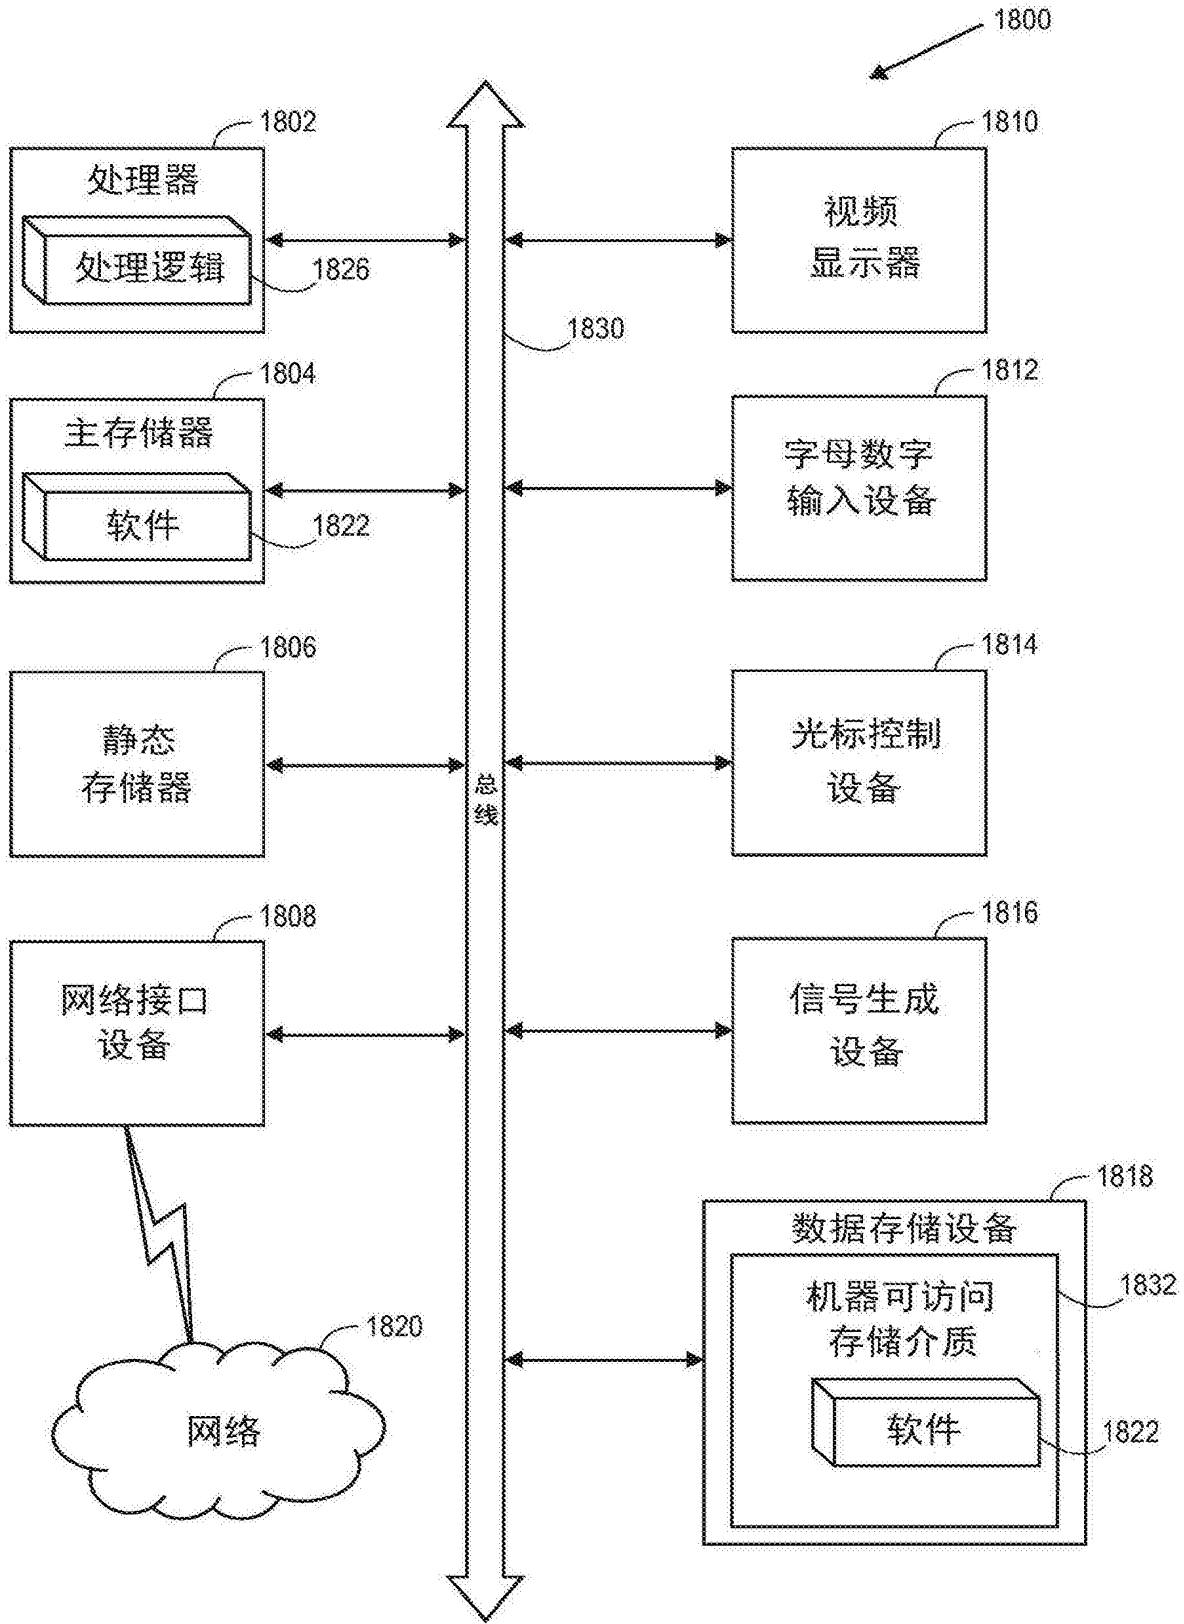 1800
1802
处理器
处理逻辑
1826
1804
主存储器
软件
1822
1806
静态
存储器
1808
网络接口
设备
1820
网络
1830
总
线
1810
视频
显示器
1812
字母数字
输入设备
1814
光标控制
设备
1816
信号生成
设备
1818
数据存储设备
1832
机器可访问
存储介质
软件
1822